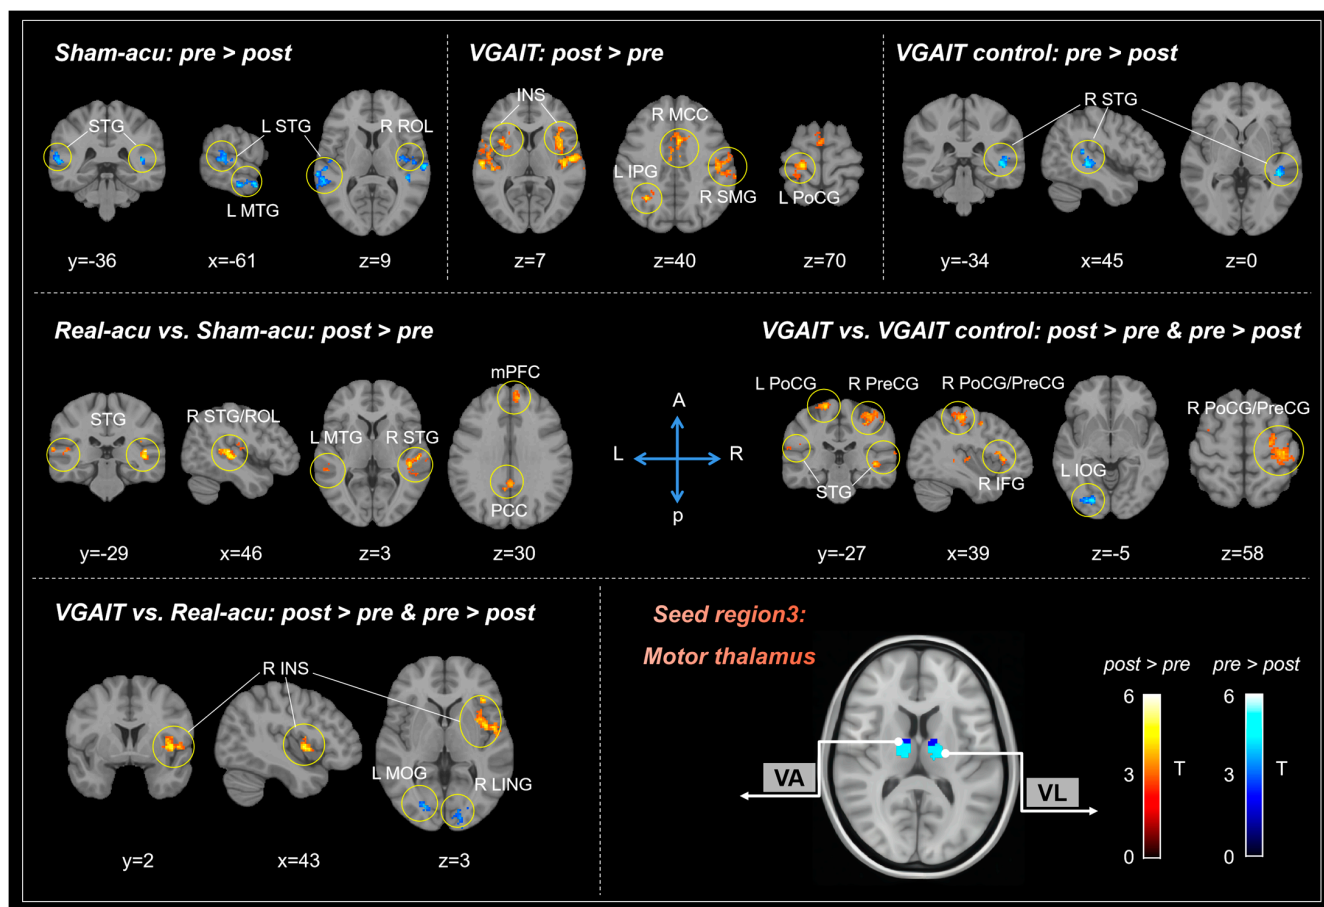 Sham-acu: pre > post
VGAIT: post > pre
VGAIT control: pre > post
STG
L STG
R ROL
L MTG
INS
R MCC
L IPG
R SMG
L PoCG
R STG
y=-36
x=-61
z=9
z=7
z=40
z=70
y=-34
x=45
z=0
Real-acu vs. Sham-acu: post > pre
VGAIT vs. VGAIT control: post > pre & pre > post
STG
R STG/ROL
L MTG
R STG
mPFC
PCC
A
L
R
p
L PoCG
R PreCG
STG
R PoCG/PreCG
R IFG
L IOG
R PoCG/PreCG
y=-29
x=46
z=3
z=30
y=-27
x=39
z=-5
z=58
VGAIT vs. Real-acu: post > pre & pre > post
R INS
L MOG
R LING
y=2
x=43
z=3
Seed region3:
Motor thalamus
VA
VL
post > pre
pre > post
6
3
0
T
6
3
0
T